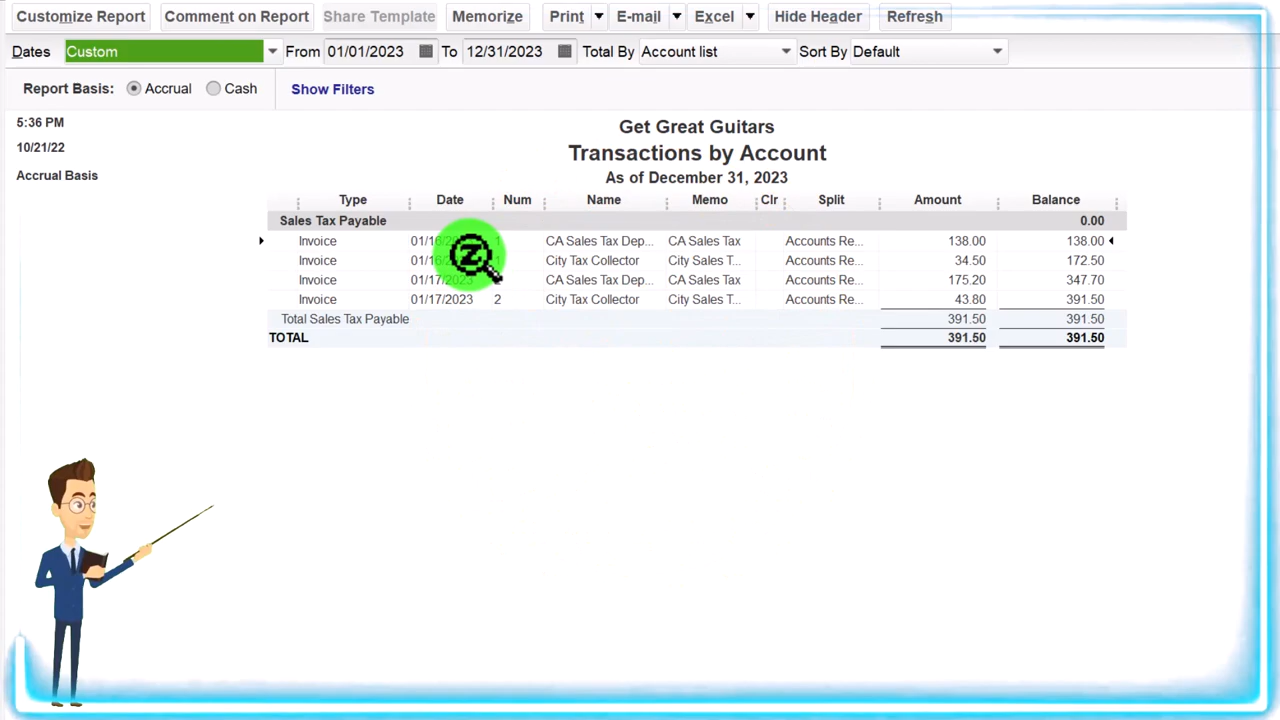 Customize Report Comment on Report Share Template Memorize Print E-mail Excel Hide Header Refresh
Dates Custom From 01/01/2023 To 12/31/2023 Total By Account list Sort By Default
Report Basis: Accrual Cash Show Filters
5:36 PM
10/21/22
Accrual Basis
Get Great Guitars
Transactions by Account
As of December 31, 2023
Type Date Num Name Memo Clr Split Amount Balance
Sales Tax Payable 0.00
Invoice 1 CA Sales Tax Dep... CA Sales Tax Accounts Re... 138.00 138.00
Invoice 1 City Tax Collector City Sales T... Accounts Re... 34.50 172.50
Invoice 01/17/2023 CA Sales Tax Dep... CA Sales Tax Accounts Re... 175.20 347.70
Invoice 01/17/2023 2 City Tax Collector City Sales T... Accounts Re... 43.80 391.50
Total Sales Tax Payable 391.50 391.50
TOTAL 391.50 391.50